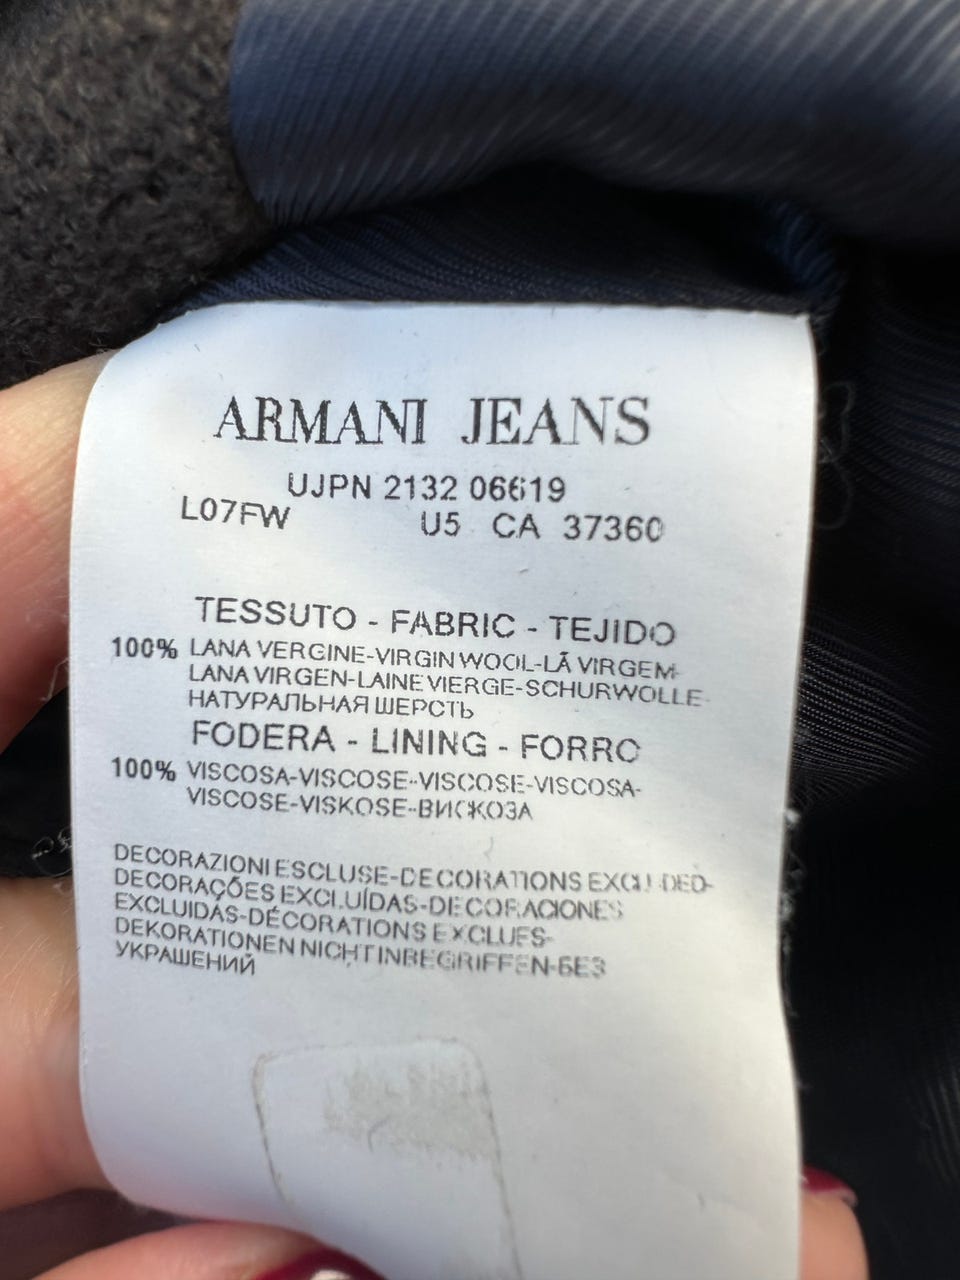 ARMANI JEANS
UJPN 2132 06619
L07FW U5 CA 37360
TESSUTO - FABRIC - TEJIDO
100% LANA VERGINE-VIRGIN WOOL-LÃ VIRGEM-
LANA VIRGEN-LAINE VIERGE-SCHURWOLLE-
НАТУРАЛЬНАЯ ШЕРСТЬ
FODERA - LINING - FORRO
100% VISCOSA-VISCOSE-VISCOSE-VISCOSA-
VISCOSE-VISKOSE-ВИСКОЗА
DECORAZIONI ESCLUSE-DECORATIONS EXCLUDED-
DECORAÇÕES EXCLUÍDAS-DECORACIONES
EXCLUIDAS-DÉCORATIONS EXCLUES-
DEKORATIONEN NICHT INBEGRIFFEN-БЕЗ
УКРАШЕНИЙ